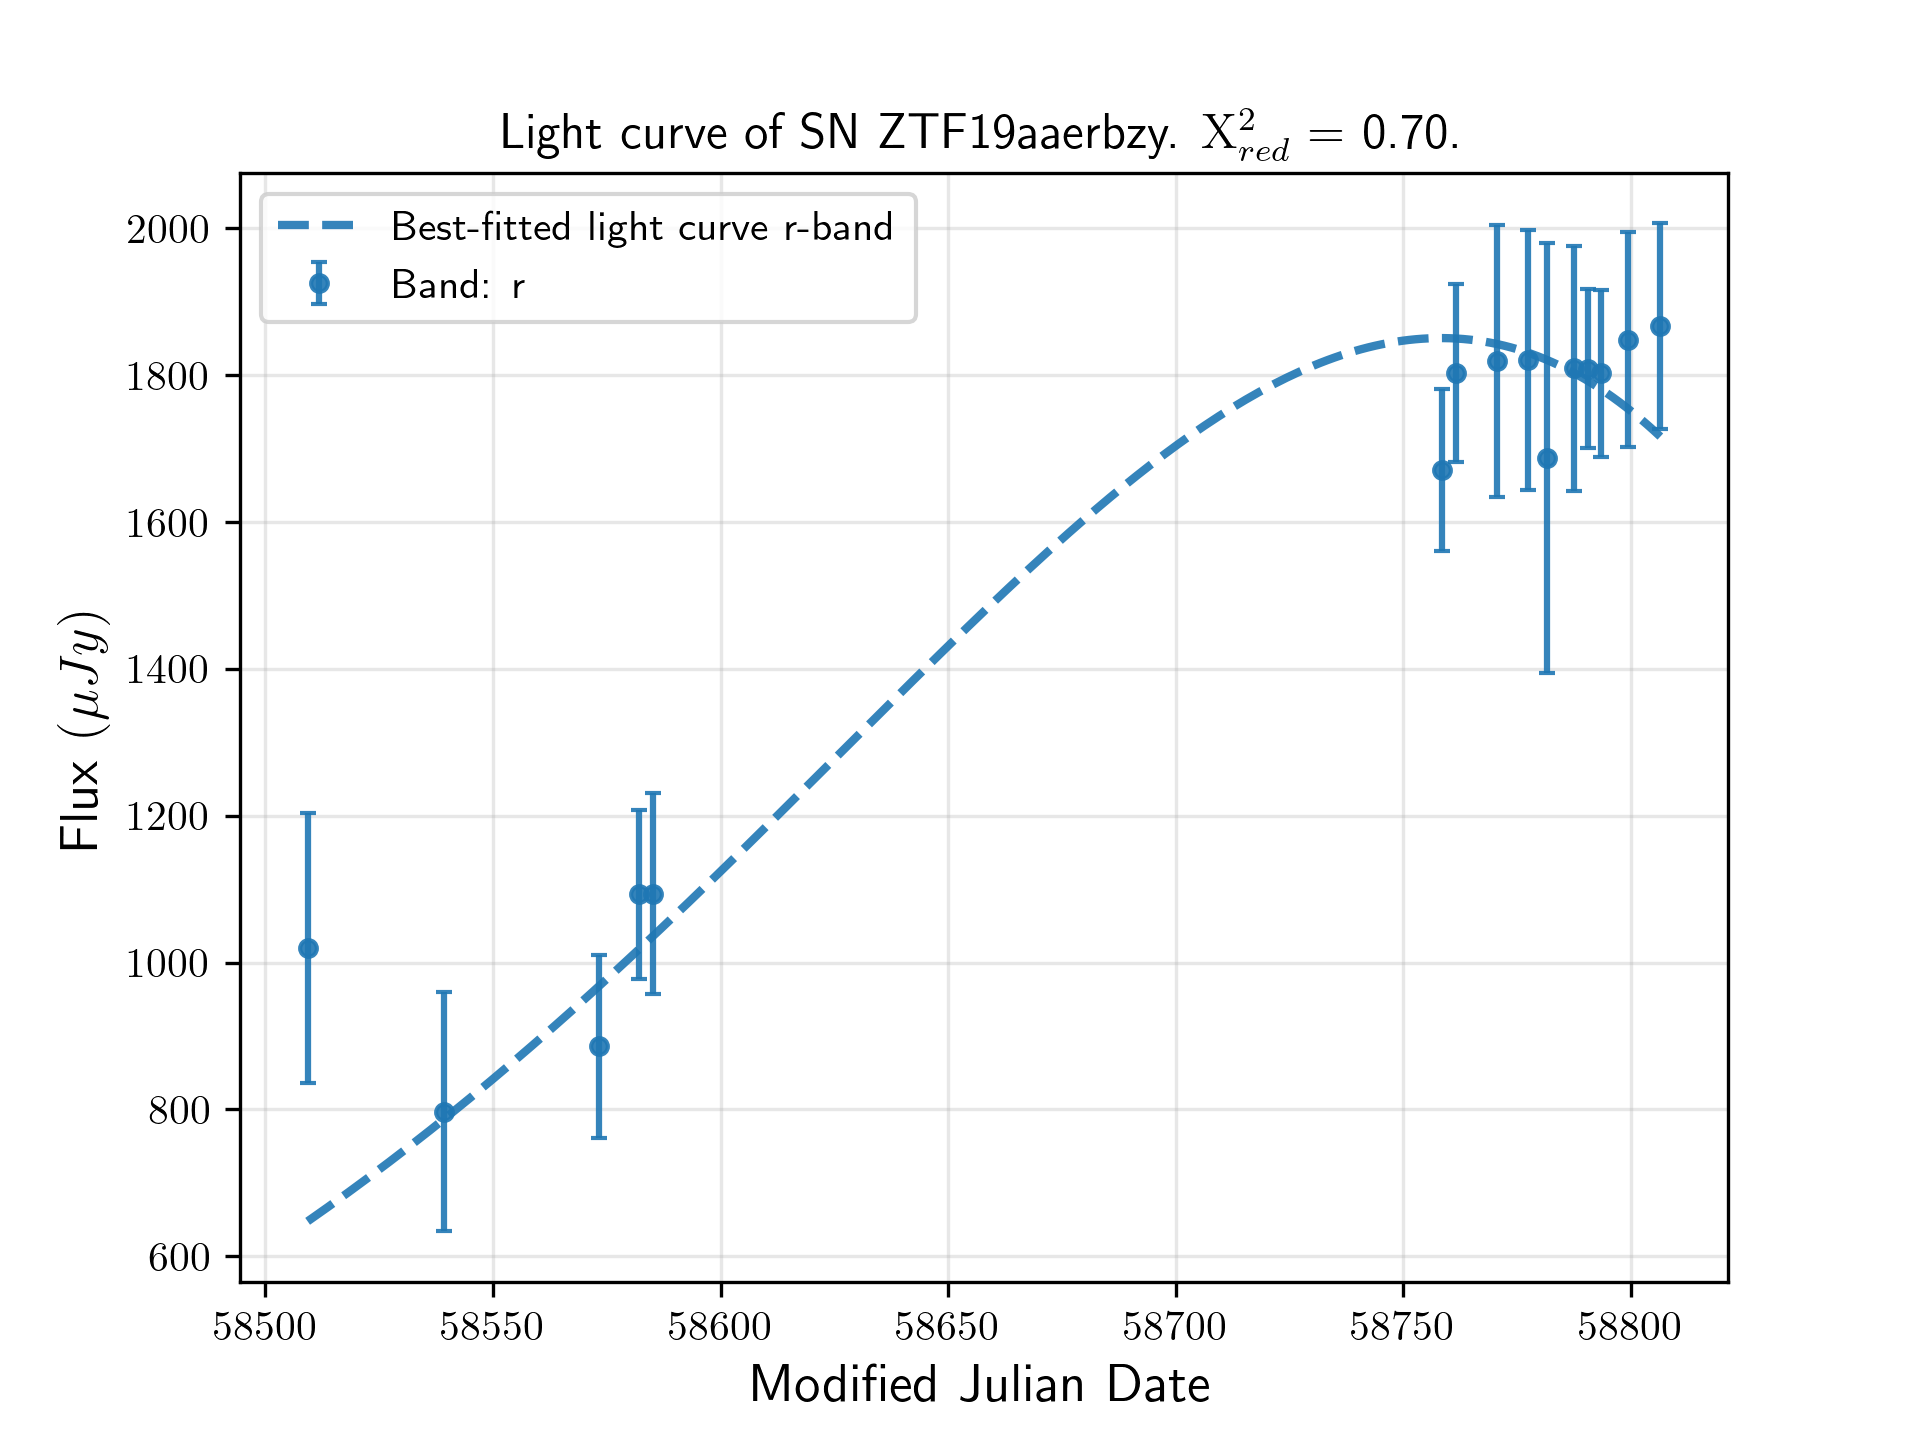 Light curve of SN ZTF19aaerbzy. X²_red = 0.70.
Best-fitted light curve r-band
Band: r
2000
1800
1600
1400
1200
1000
800
600
Flux (μJy)
58500 58550 58600 58650 58700 58750 58800
Modified Julian Date